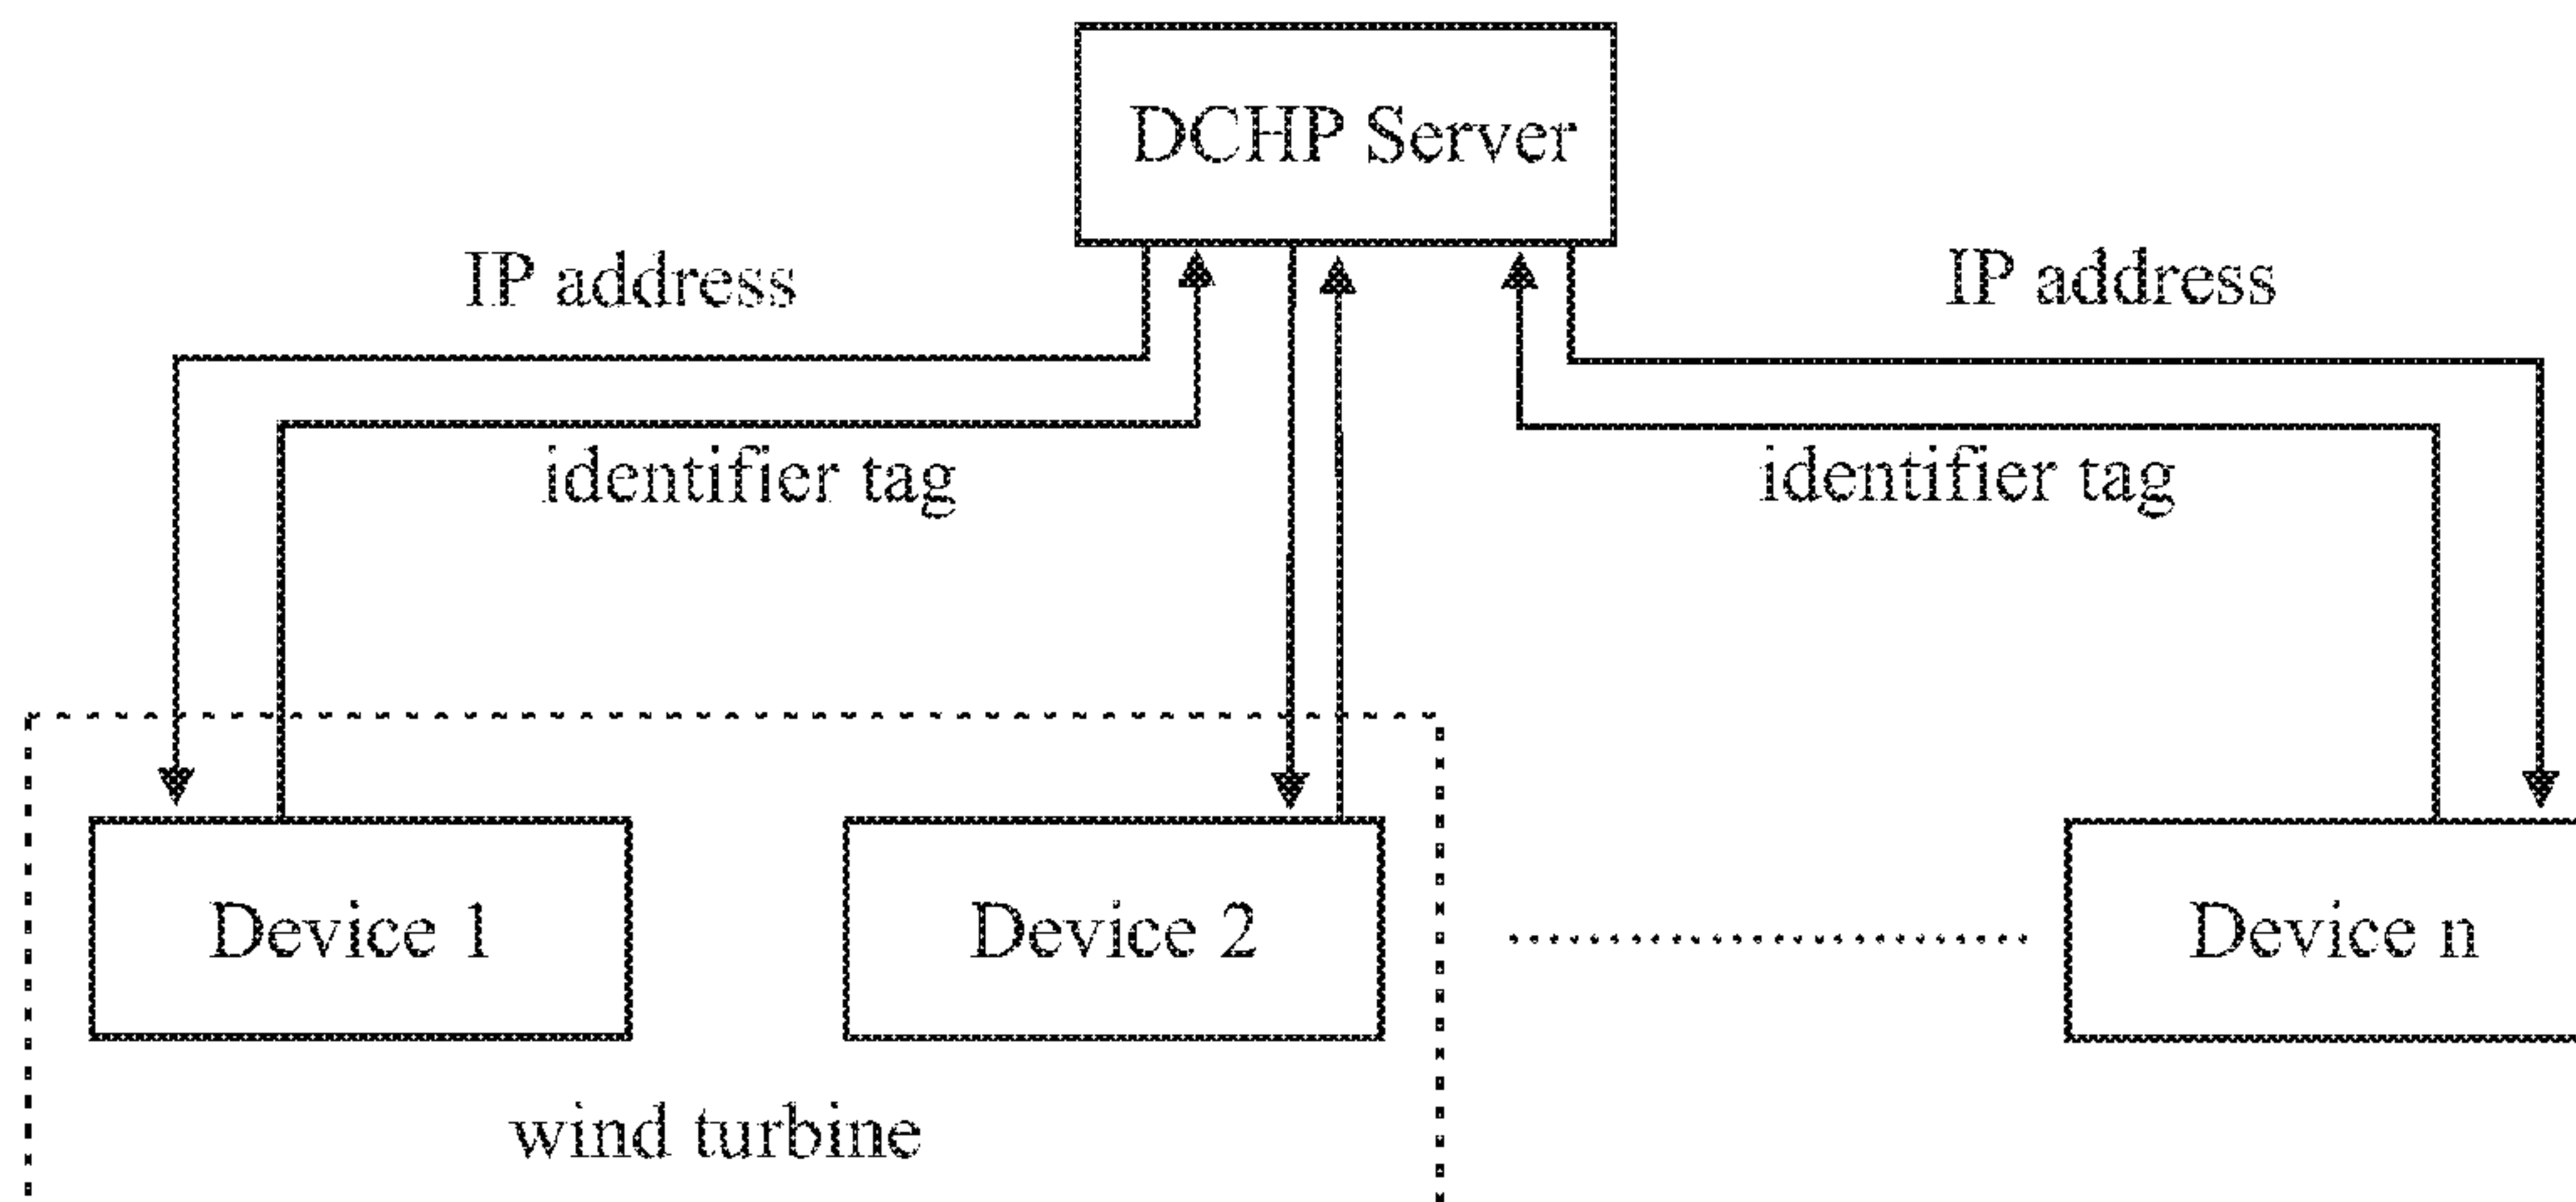 DCHP Server
IP address
IP address
identifier tag
identifier tag
Device 1
Device 2
Device n
wind turbine